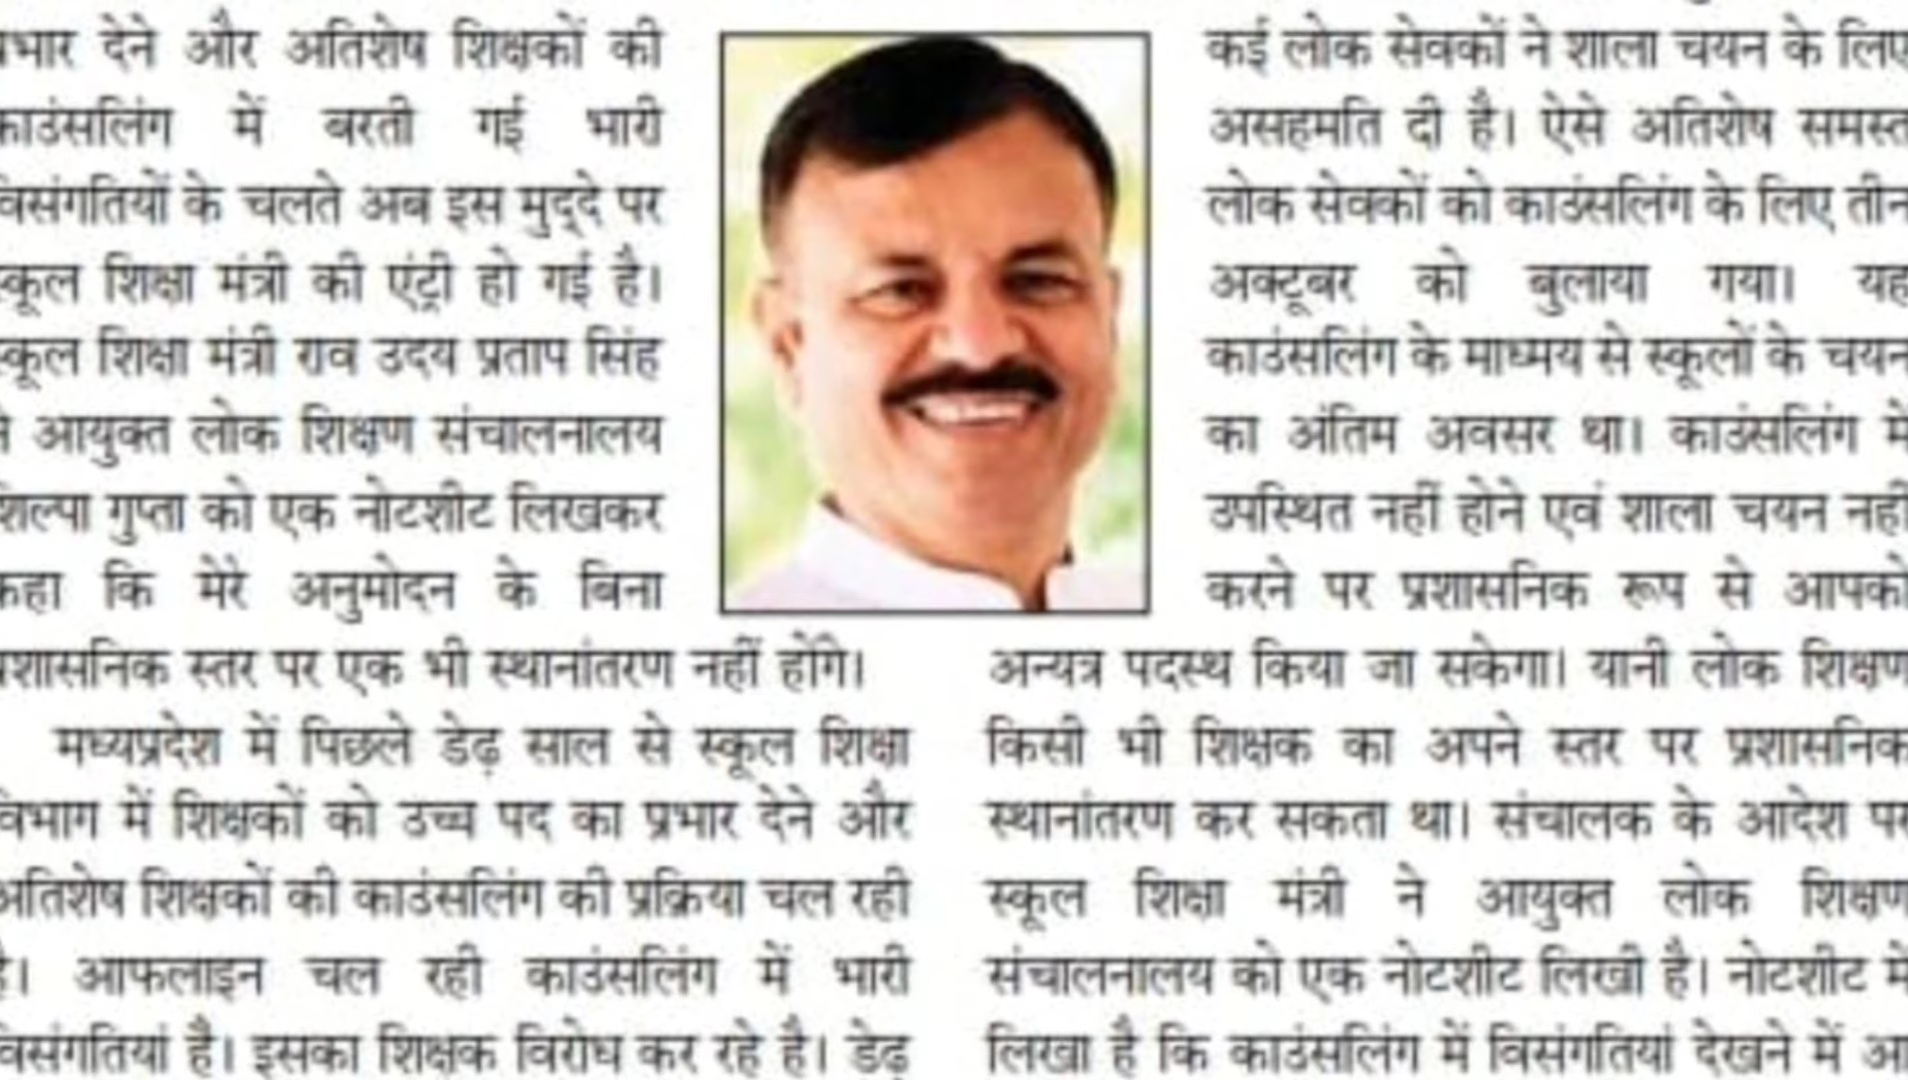 प्रभार देने और अतिशेष शिक्षकों की
काउंसलिंग में बरती गई भारी
विसंगतियों के चलते अब इस मुद्दे पर
स्कूल शिक्षा मंत्री की एंट्री हो गई है।
स्कूल शिक्षा मंत्री राव उदय प्रताप सिंह
ने आयुक्त लोक शिक्षण संचालनालय
शिल्पा गुप्ता को एक नोटशीट लिखकर
कहा कि मेरे अनुमोदन के बिना
प्रशासनिक स्तर पर एक भी स्थानांतरण नहीं होंगे।
मध्यप्रदेश में पिछले डेढ़ साल से स्कूल शिक्षा
विभाग में शिक्षकों को उच्च पद का प्रभार देने और
अतिशेष शिक्षकों की काउंसलिंग की प्रक्रिया चल रही
है। आफलाइन चल रही काउंसलिंग में भारी
विसंगतियां है। इसका शिक्षक विरोध कर रहे है। डेढ़
कई लोक सेवकों ने शाला चयन के लिए
असहमति दी है। ऐसे अतिशेष समस्त
लोक सेवकों को काउंसलिंग के लिए तीन
अक्टूबर को बुलाया गया। यह
काउंसलिंग के माध्मय से स्कूलों के चयन
का अंतिम अवसर था। काउंसलिंग में
उपस्थित नहीं होने एवं शाला चयन नहीं
करने पर प्रशासनिक रूप से आपको
अन्यत्र पदस्थ किया जा सकेगा। यानी लोक शिक्षण
किसी भी शिक्षक का अपने स्तर पर प्रशासनिक
स्थानांतरण कर सकता था। संचालक के आदेश पर
स्कूल शिक्षा मंत्री ने आयुक्त लोक शिक्षण
संचालनालय को एक नोटशीट लिखी है। नोटशीट में
लिखा है कि काउंसलिंग में विसंगतियां देखने में आ